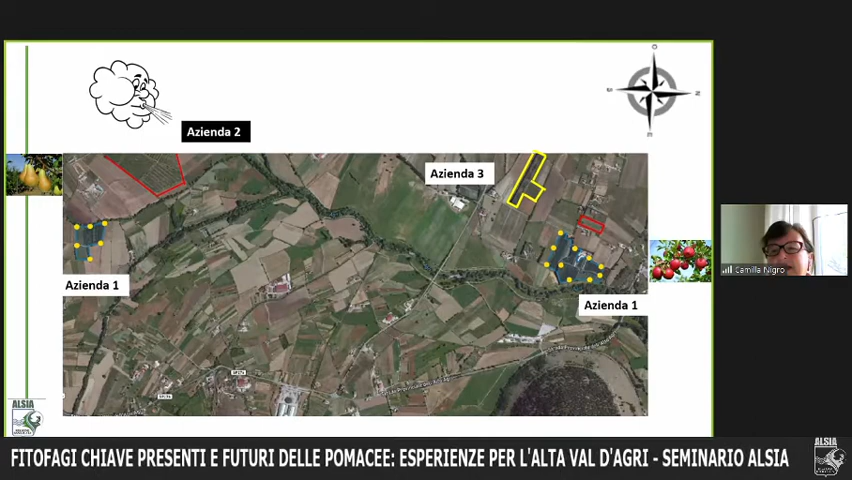 O
N
S
E
Azienda 2
Azienda 3
Azienda 1
Azienda 1
Camilla Nigro
ALSIA
ALSIA
FITOFAGI CHIAVE PRESENTI E FUTURI DELLE POMACEE: ESPERIENZE PER L'ALTA VAL D'AGRI - SEMINARIO ALSIA